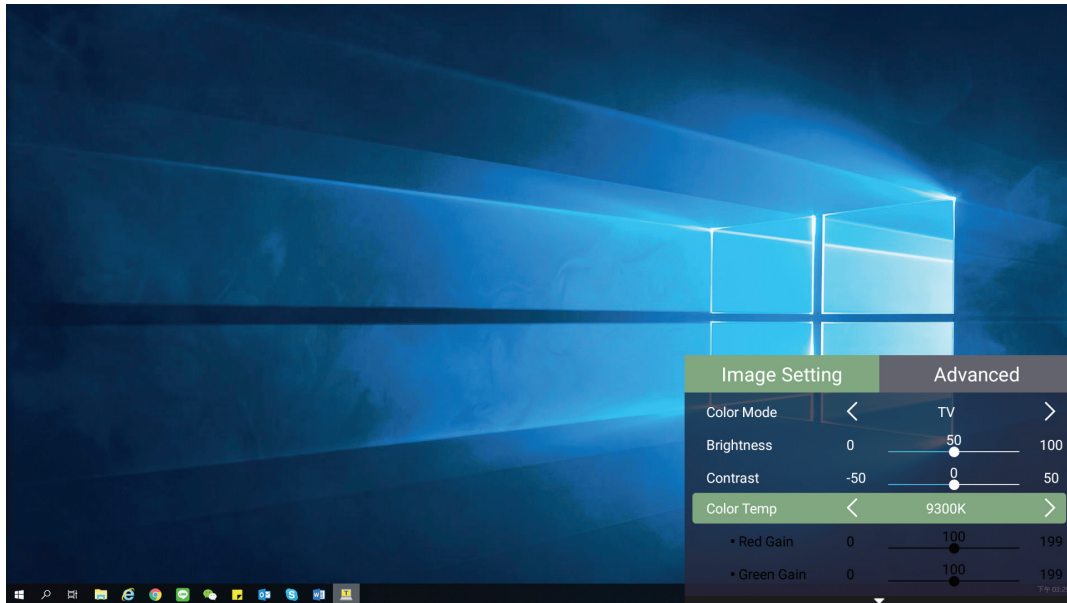 Image Setting Advanced
Color Mode TV
Brightness 0 50 100
Contrast -50 0 50
Color Temp 9300K
• Red Gain 0 100 199
• Green Gain 0 100 199